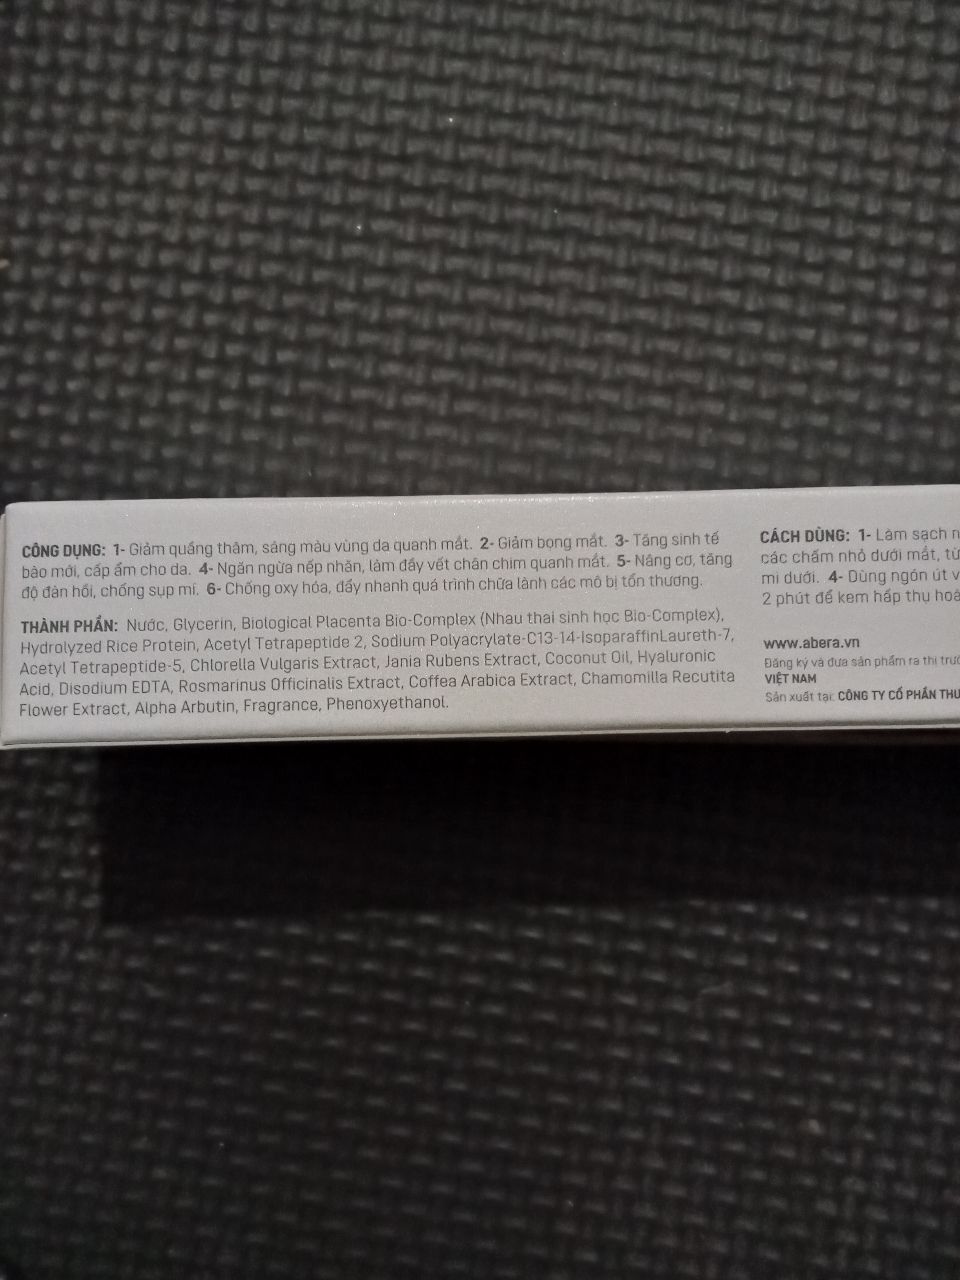 CÔNG DỤNG: 1- Giảm quầng thâm, sáng màu vùng da quanh mắt. 2- Giảm bọng mắt. 3- Tăng sinh tế
bào mới, cấp ẩm cho da. 4- Ngăn ngừa nếp nhăn, làm đầy vết chân chim quanh mắt. 5- Nâng cơ, tăng
độ đàn hồi, chống sụp mí. 6- Chống oxy hóa, đẩy nhanh quá trình chữa lành các mô bị tổn thương.
THÀNH PHẦN: Nước, Glycerin, Biological Placenta Bio-Complex (Nhau thai sinh học Bio-Complex),
Hydrolyzed Rice Protein, Acetyl Tetrapeptide 2, Sodium Polyacrylate-C13-14-isoparaffinLaureth-7,
Acetyl Tetrapeptide-5, Chlorella Vulgaris Extract, Jania Rubens Extract, Coconut Oil, Hyaluronic
Acid, Disodium EDTA, Rosmarinus Officinalis Extract, Coffea Arabica Extract, Chamomilla Recutita
Flower Extract, Alpha Arbutin, Fragrance, Phenoxyethanol.
CÁCH DÙNG: 1- Làm sạch
các chấm nhỏ dưới mắt, từ
mi dưới. 4- Dùng ngón út
2 phút để kem hấp thụ
www.abera.vn
Đăng ký và đưa sản phẩm ra thị
VIỆT NAM
Sản xuất tại: CÔNG TY CỔ PHẦN